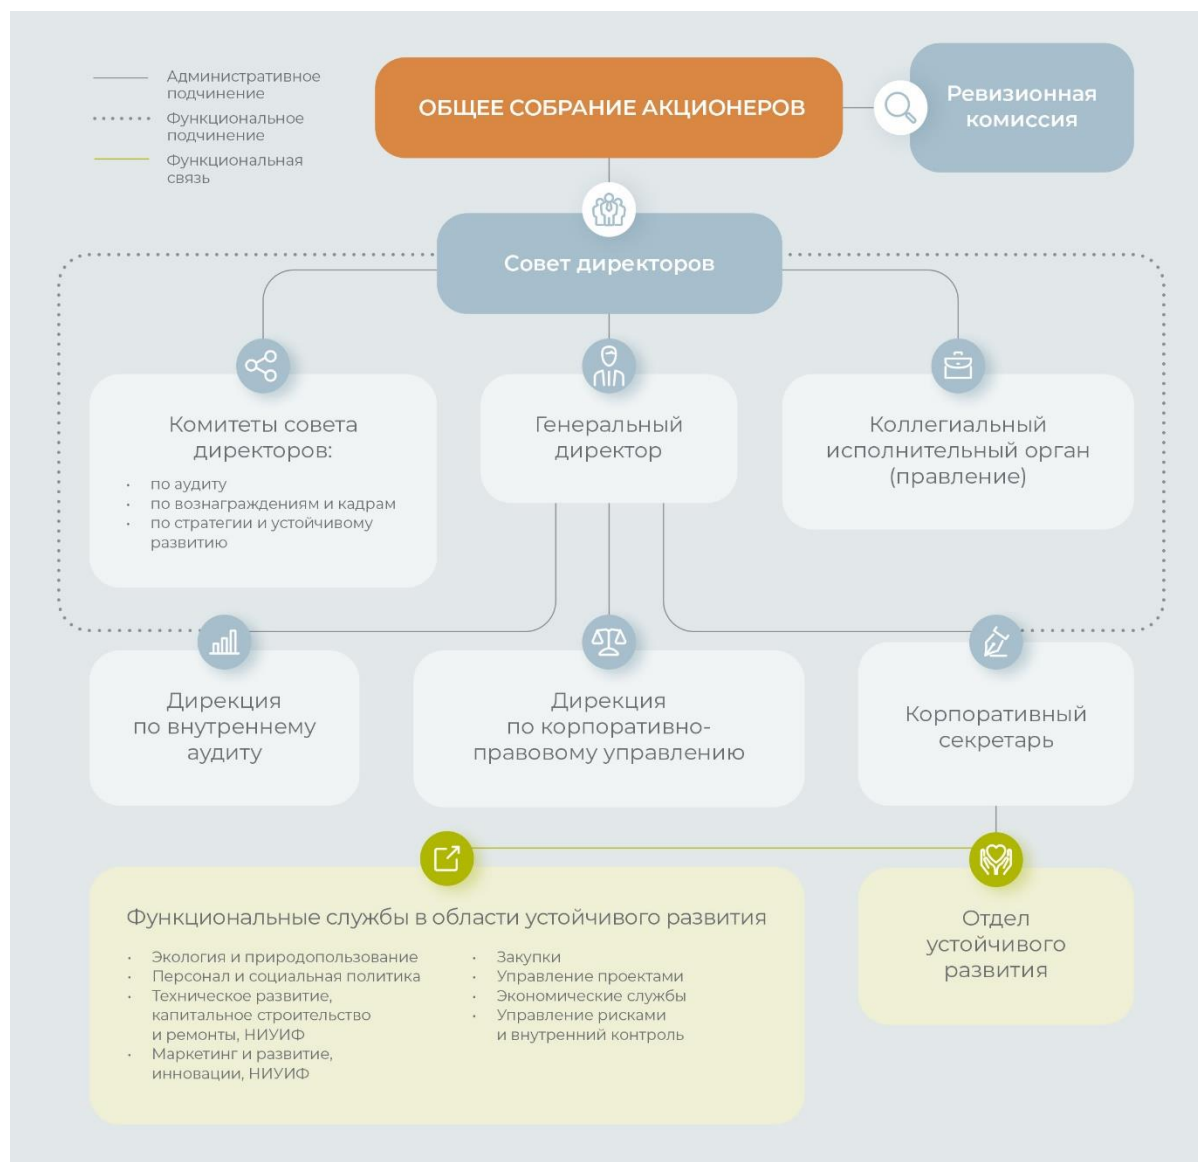 Административное
подчинение
Функциональное
подчинение
Функциональная
связь
ОБЩЕЕ СОБРАНИЕ АКЦИОНЕРОВ
Ревизионная
комиссия
Совет директоров
Комитеты совета
директоров:
· по аудиту
· по вознаграждениям и кадрам
· по стратегии и устойчивому
развитию
Генеральный
директор
Коллегиальный
исполнительный орган
(правление)
Дирекция
по внутреннему
аудиту
Дирекция
по корпоративно-
правовому управлению
Корпоративный
секретарь
Функциональные службы в области устойчивого развития
· Экология и природопользование
· Персонал и социальная политика
· Техническое развитие,
капитальное строительство
и ремонты, НИУИФ
· Маркетинг и развитие,
инновации, НИУИФ
· Закупки
· Управление проектами
· Экономические службы
· Управление рисками
и внутренний контроль
Отдел
устойчивого
развития